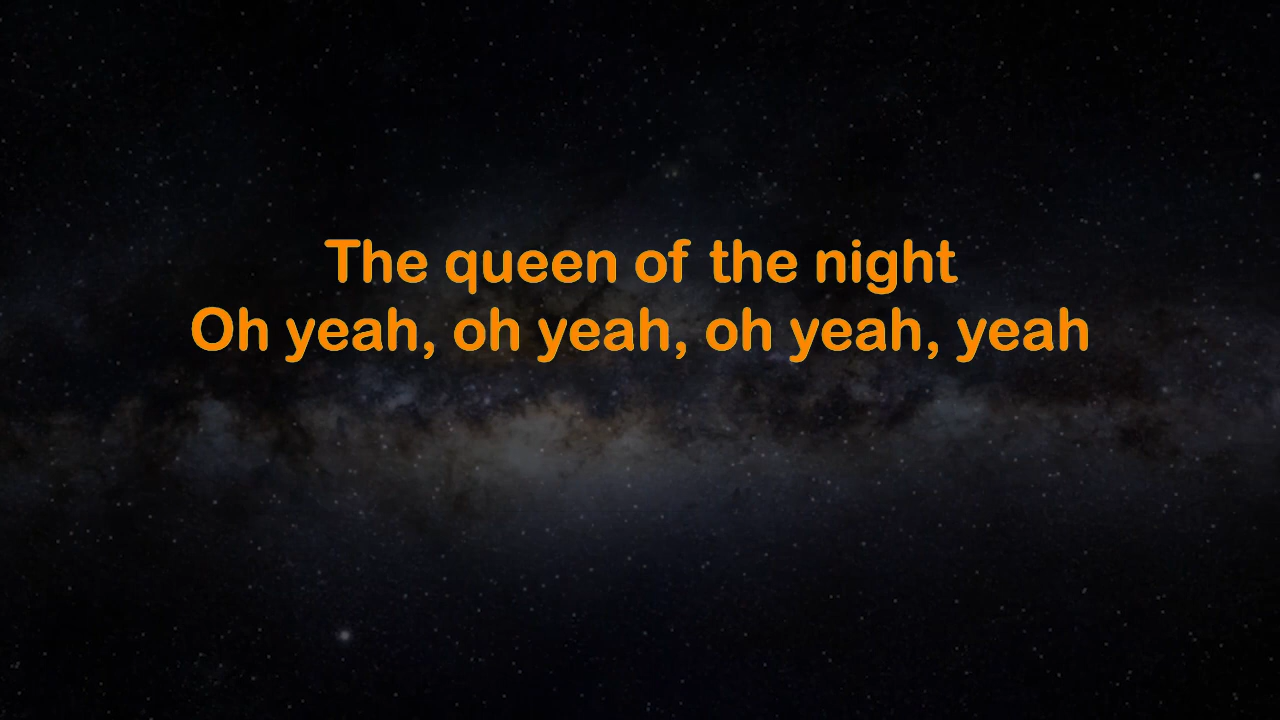 The queen of the night
Oh yeah, oh yeah, oh yeah, yeah